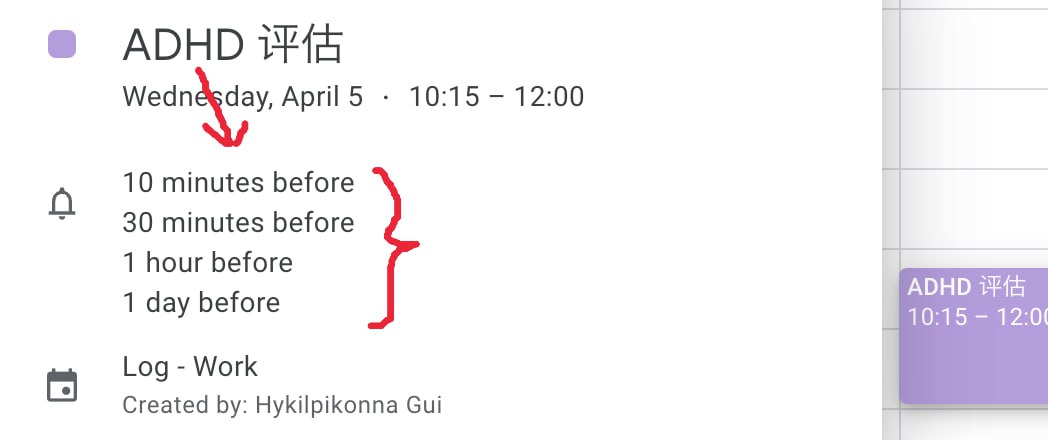 ADHD 评估
Wednesday, April 5 · 10:15 – 12:00
10 minutes before
30 minutes before
1 hour before
1 day before
Log - Work
Created by: Hykilpikonna Gui
ADHD 评估
10:15 – 12:00